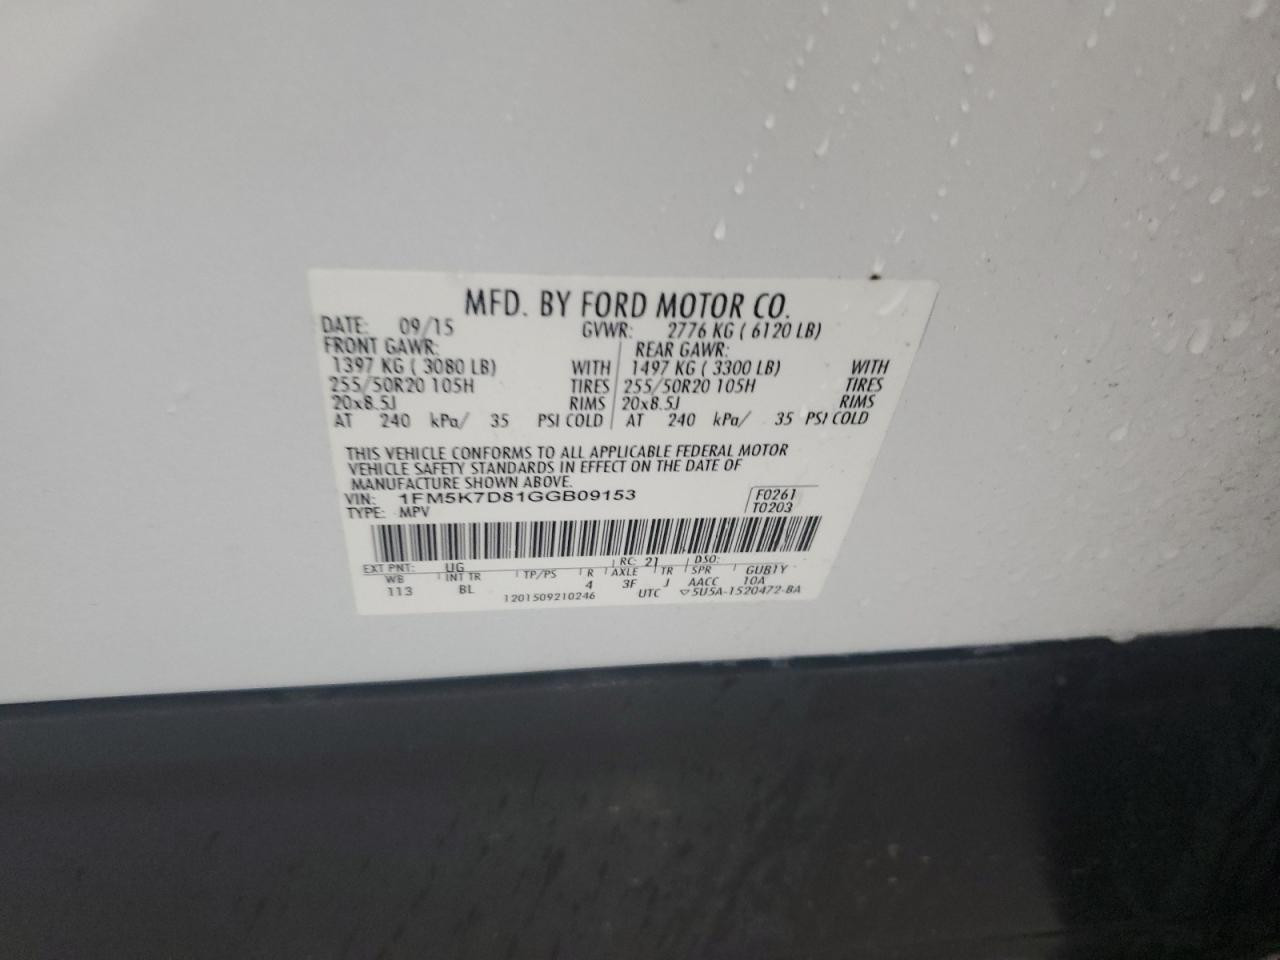 MFD. BY FORD MOTOR CO.
DATE: 09/15 GVWR: 2776 KG ( 6120 LB)
FRONT GAWR: REAR GAWR:
1397 KG ( 3080 LB) WITH 1497 KG ( 3300 LB) WITH
255/50R20 105H TIRES 255/50R20 105H TIRES
20x8.5J RIMS 20x8.5J RIMS
AT 240 kPa/ 35 PSI COLD AT 240 kPa/ 35 PSI COLD
THIS VEHICLE CONFORMS TO ALL APPLICABLE FEDERAL MOTOR
VEHICLE SAFETY STANDARDS IN EFFECT ON THE DATE OF
MANUFACTURE SHOWN ABOVE.
VIN: 1FM5K7D81GGB09153 F0261
TYPE: MPV T0203
EXT PNT: UG RC: 21 DSO:
WB INT TR TP/PS R AXLE TR SPR GUB1Y
113 BL 4 3F J AACC 10A
1201509210246 UTC ▽5U5A-1520472-BA